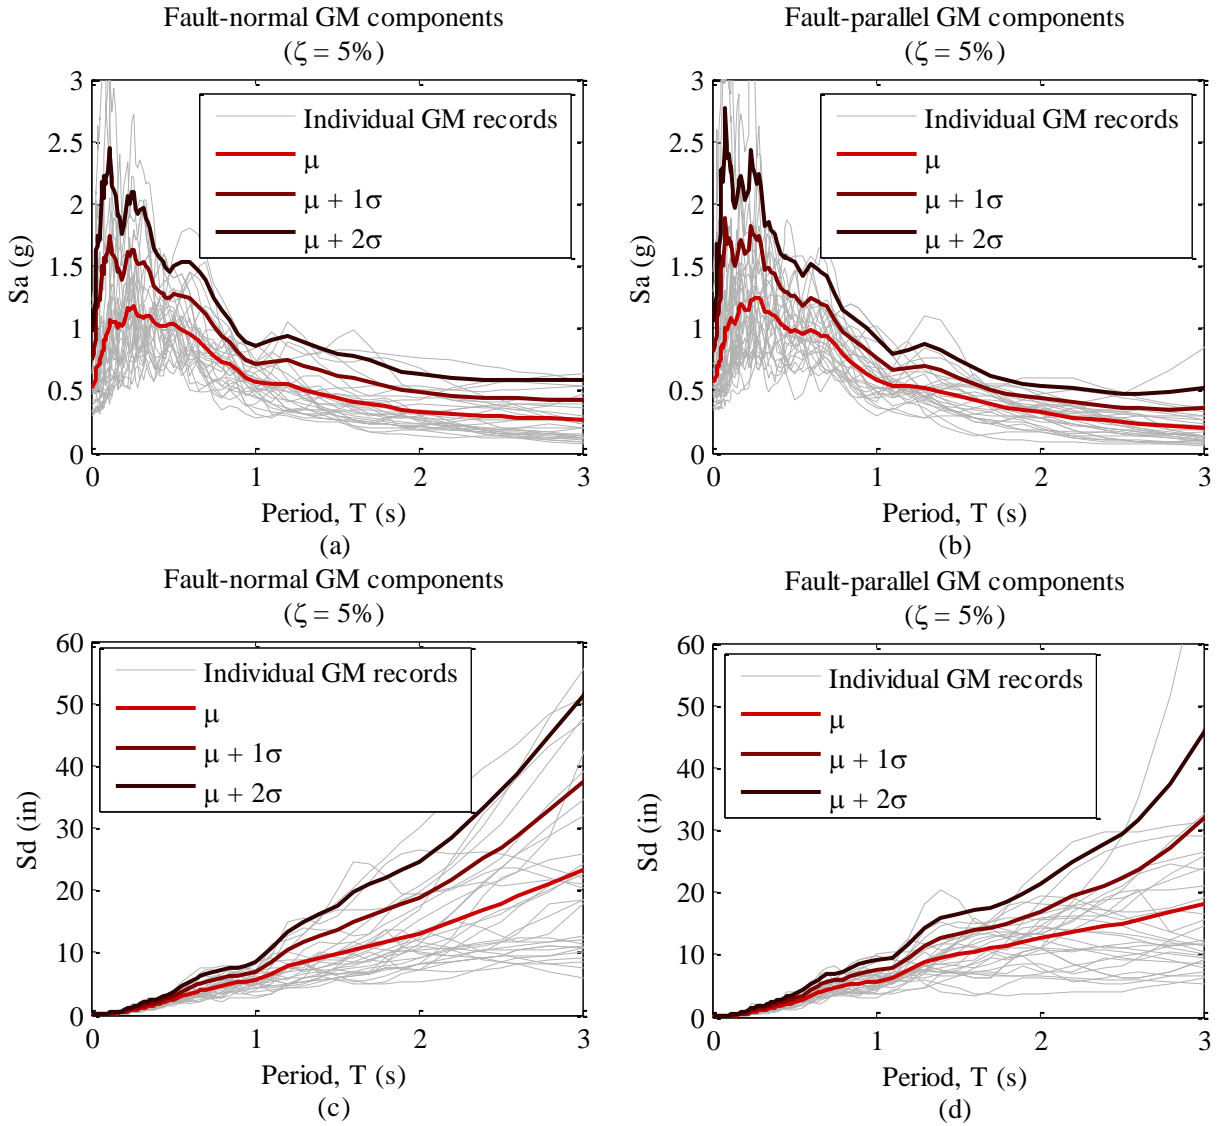 Fault-normal GM components
(ζ = 5%)
3
2.5
2
1.5
1
0.5
0
Sa (g)
Individual GM records
μ
μ + 1σ
μ + 2σ
0 1 2 3
Period, T (s)
(a)
Fault-parallel GM components
(ζ = 5%)
3
2.5
2
1.5
1
0.5
0
Sa (g)
Individual GM records
μ
μ + 1σ
μ + 2σ
0 1 2 3
Period, T (s)
(b)
Fault-normal GM components
(ζ = 5%)
60
50
40
30
20
10
0
Sd (in)
Individual GM records
μ
μ + 1σ
μ + 2σ
0 1 2 3
Period, T (s)
(c)
Fault-parallel GM components
(ζ = 5%)
60
50
40
30
20
10
0
Sd (in)
Individual GM records
μ
μ + 1σ
μ + 2σ
0 1 2 3
Period, T (s)
(d)